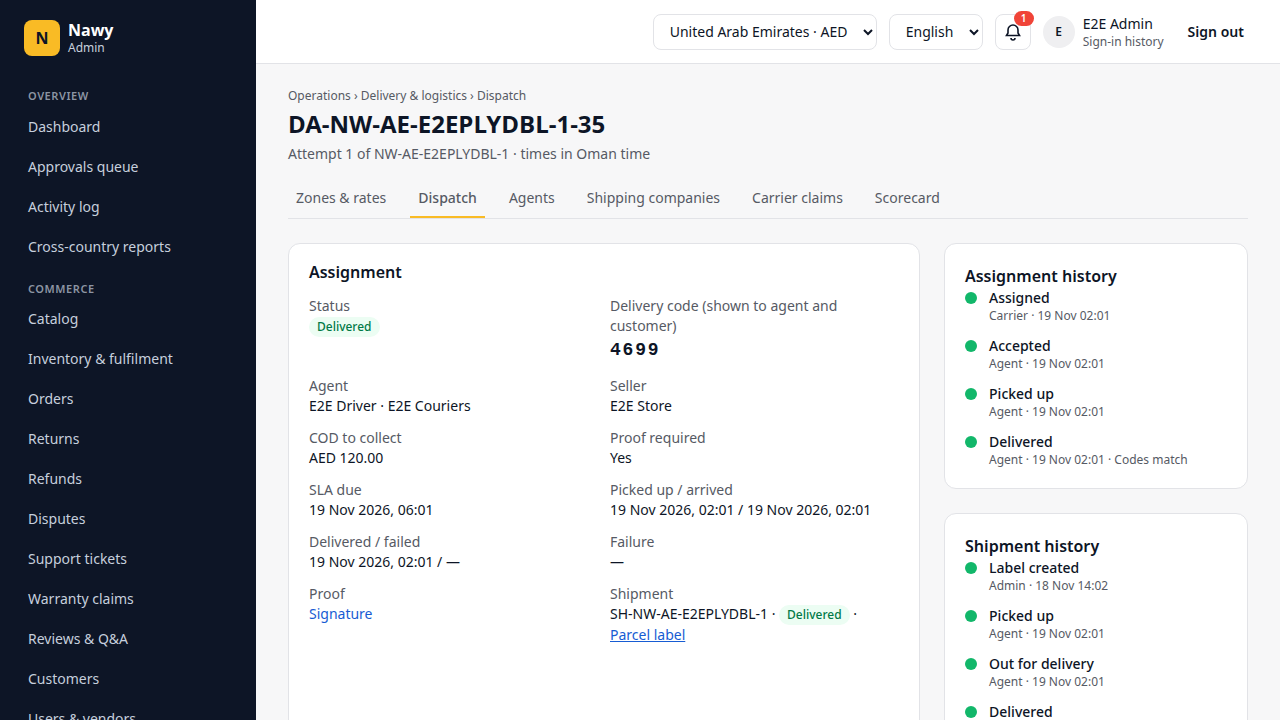 N
Nawy
Admin
OVERVIEW
Dashboard
Approvals queue
Activity log
Cross-country reports
COMMERCE
Catalog
Inventory & fulfilment
Orders
Returns
Refunds
Disputes
Support tickets
Warranty claims
Reviews & Q&A
Customers
Users & vendors
United Arab Emirates · AED
English
1
E
E2E Admin
Sign-in history
Sign out
Operations › Delivery & logistics › Dispatch
DA-NW-AE-E2EPLYDBL-1-35
Attempt 1 of NW-AE-E2EPLYDBL-1 · times in Oman time
Zones & rates
Dispatch
Agents
Shipping companies
Carrier claims
Scorecard
Assignment
Status
Delivered
Delivery code (shown to agent and
customer)
4699
Agent
E2E Driver · E2E Couriers
Seller
E2E Store
COD to collect
AED 120.00
Proof required
Yes
SLA due
19 Nov 2026, 06:01
Picked up / arrived
19 Nov 2026, 02:01 / 19 Nov 2026, 02:01
Delivered / failed
19 Nov 2026, 02:01 / —
Failure
—
Proof
Signature
Shipment
SH-NW-AE-E2EPLYDBL-1 · Delivered ·
Parcel label
Assignment history
Assigned
Carrier · 19 Nov 02:01
Accepted
Agent · 19 Nov 02:01
Picked up
Agent · 19 Nov 02:01
Delivered
Agent · 19 Nov 02:01 · Codes match
Shipment history
Label created
Admin · 18 Nov 14:02
Picked up
Agent · 19 Nov 02:01
Out for delivery
Agent · 19 Nov 02:01
Delivered